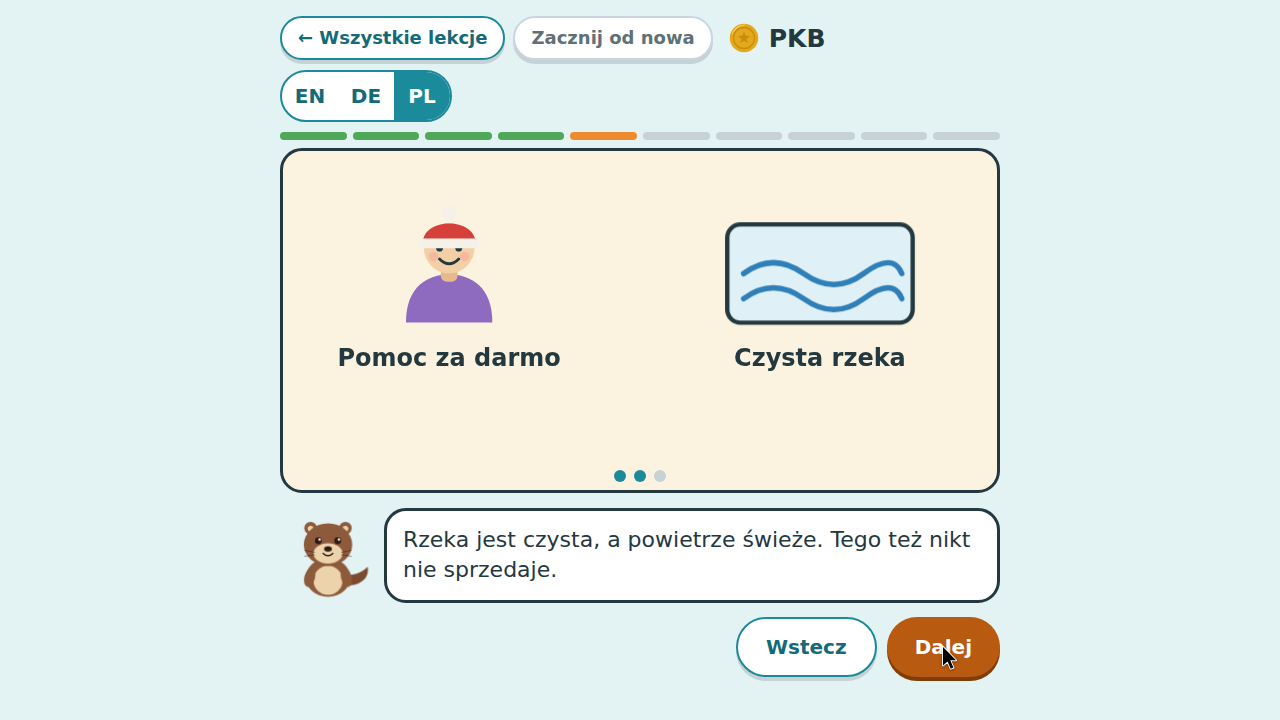 ← Wszystkie lekcje
Zacznij od nowa
PKB
EN DE PL
Pomoc za darmo
Czysta rzeka
Rzeka jest czysta, a powietrze świeże. Tego też nikt
nie sprzedaje.
Wstecz
Dalej